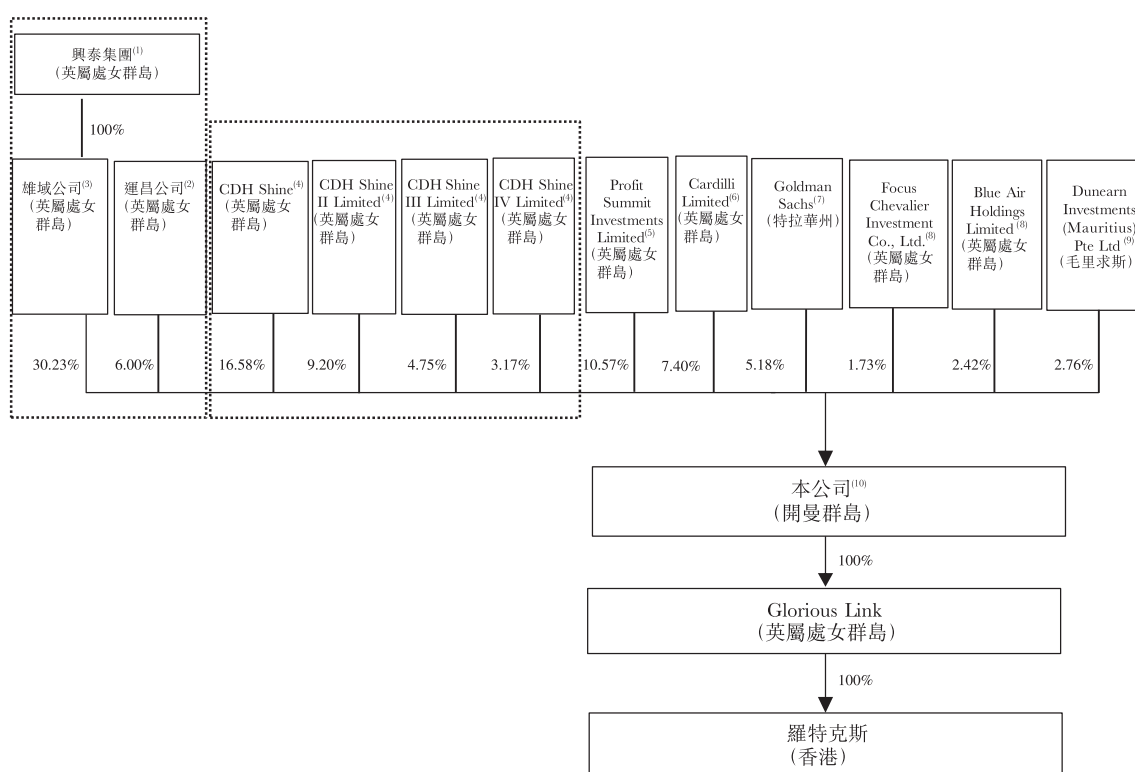 興泰集團(1)
(英屬處女群島)
100%
雄域公司(3)
(英屬處女
群島)
運昌公司(2)
(英屬處女
群島)
CDH Shine(4)
(英屬處女
群島)
CDH Shine
II Limited(4)
(英屬處女
群島)
CDH Shine
III Limited(4)
(英屬處女
群島)
CDH Shine
IV Limited(4)
(英屬處女
群島)
Profit
Summit
Investments
Limited(5)
(英屬處女
群島)
Cardilli
Limited(6)
(英屬處女
群島)
Goldman
Sachs(7)
(特拉華州)
Focus
Chevalier
Investment
Co., Ltd.(8)
(英屬處女
群島)
Blue Air
Holdings
Limited(8)
(英屬處女
群島)
Dunearn
Investments
(Mauritius)
Pte Ltd(9)
(毛里求斯)
30.23%
6.00%
16.58%
9.20%
4.75%
3.17%
10.57%
7.40%
5.18%
1.73%
2.42%
2.76%
本公司(10)
(開曼群島)
100%
Glorious Link
(英屬處女群島)
100%
羅特克斯
(香港)